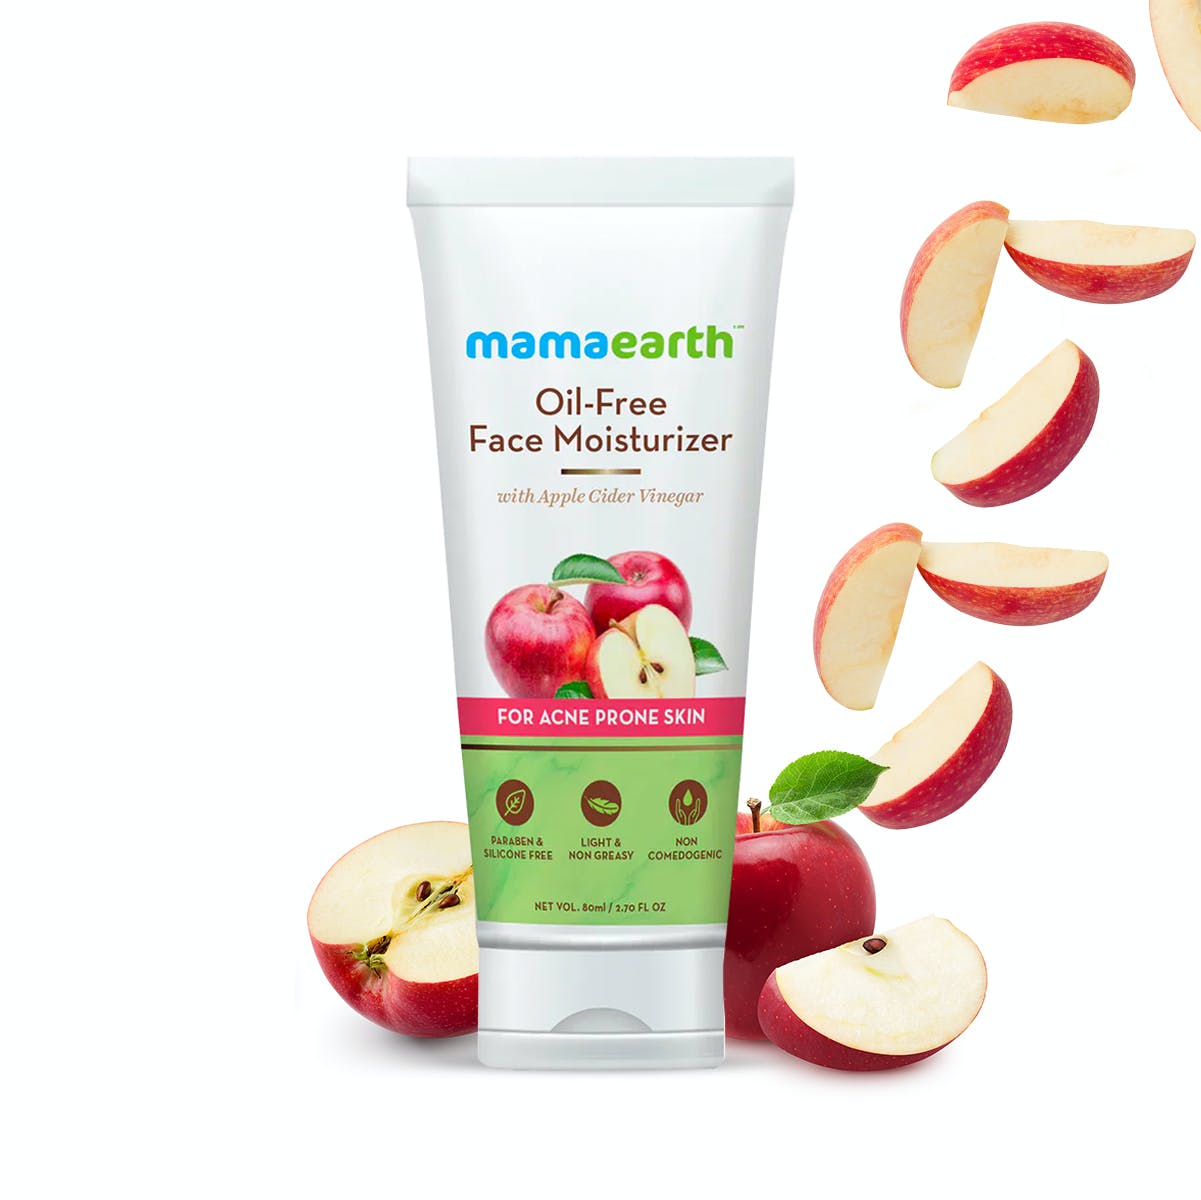 mamaearth
Oil-Free
Face Moisturizer
with Apple Cider Vinegar
FOR ACNE PRONE SKIN
PARABEN &
SILICONE FREE
LIGHT &
NON GREASY
NON
COMEDOGENIC
NET VOL. 80ml / 2.70 FL OZ